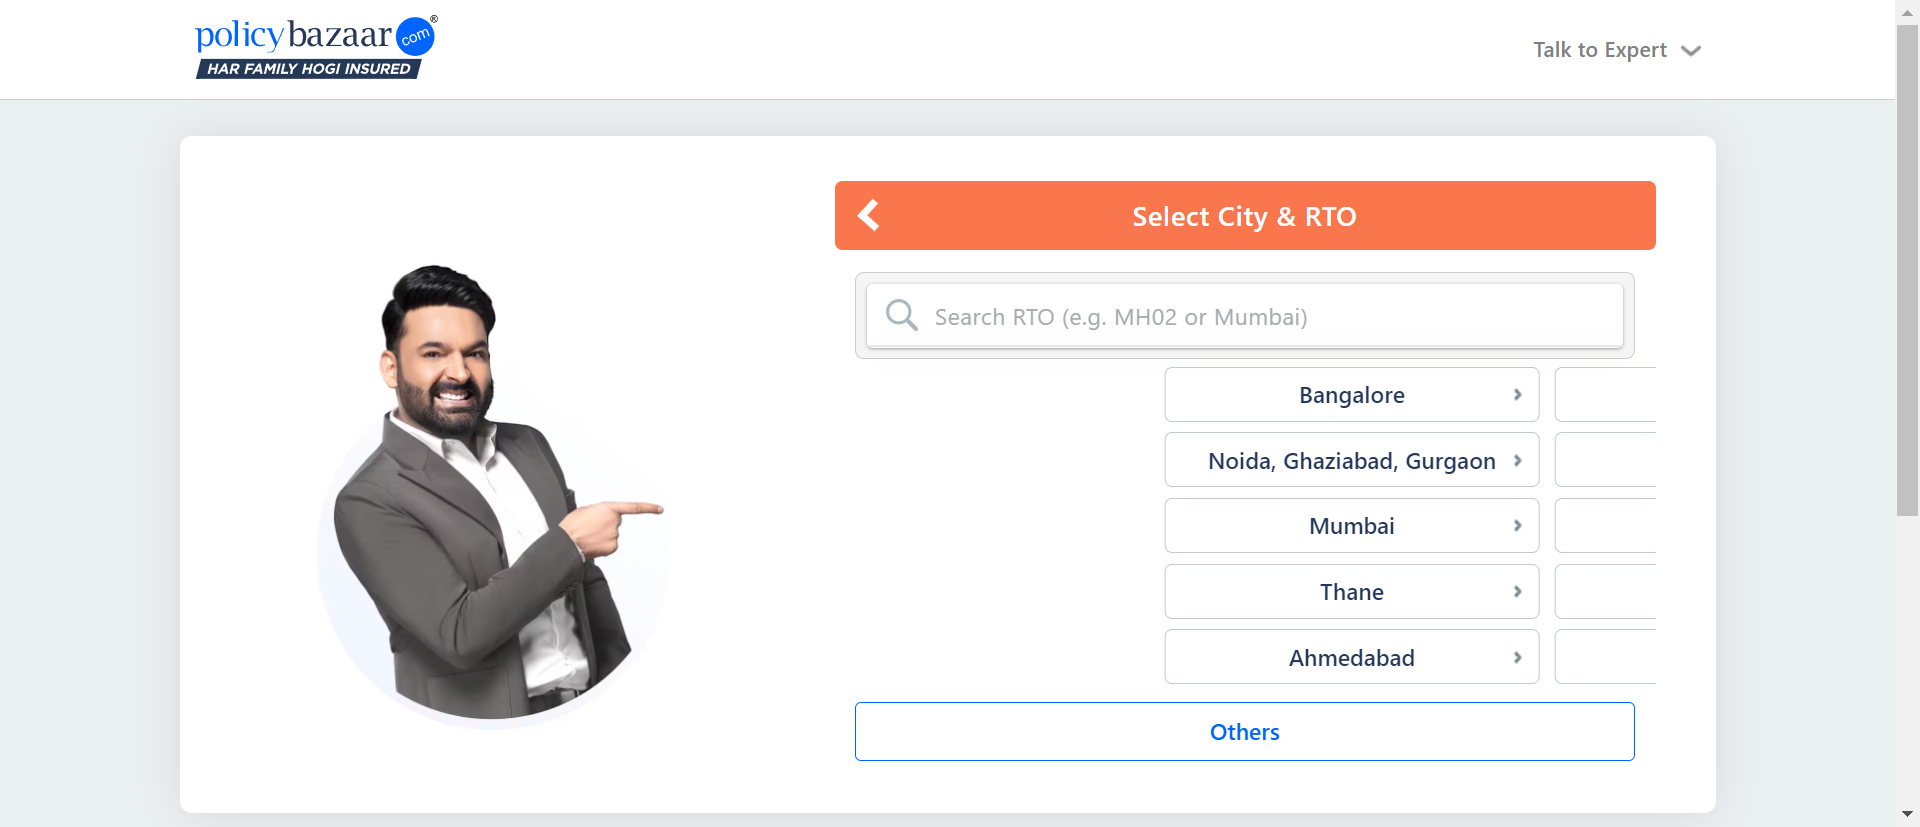 policybazaar com®
HAR FAMILY HOGI INSURED
Talk to Expert
Select City & RTO
Search RTO (e.g. MH02 or Mumbai)
Bangalore
Noida, Ghaziabad, Gurgaon
Mumbai
Thane
Ahmedabad
Others